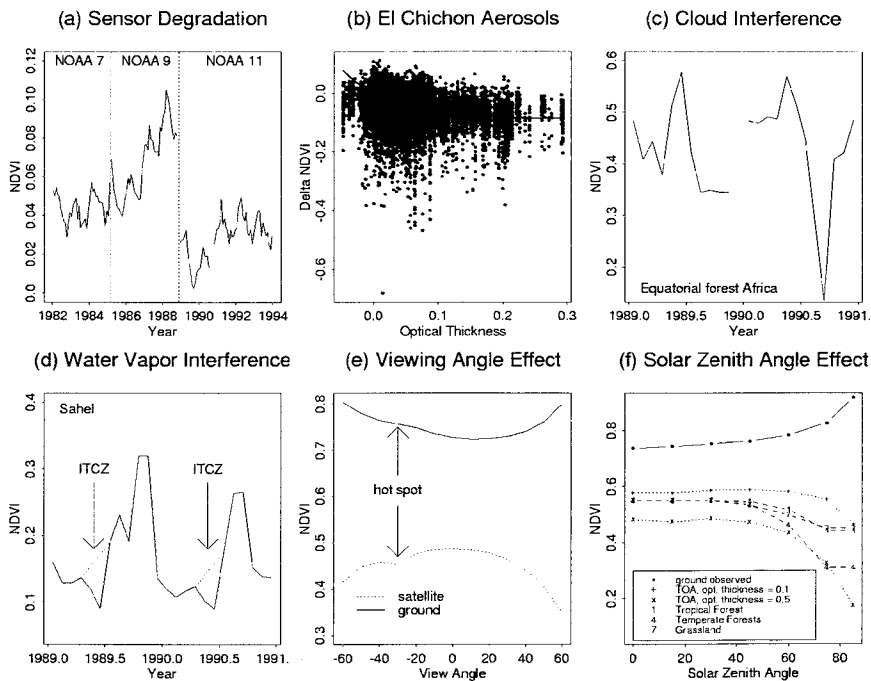 (a) Sensor Degradation
NOAA 7 NOAA 9 NOAA 11
NDVI
0.0 0.02 0.04 0.06 0.08 0.10 0.12
1982 1984 1986 1988 1990 1992 1994
Year
(b) El Chichon Aerosols
Delta NDVI
-0.6 -0.4 -0.2 0.0
0.0 0.1 0.2 0.3
Optical Thickness
(c) Cloud Interference
NDVI
0.2 0.3 0.4 0.5 0.6
Equatorial forest Africa
1989.0 1989.5 1990.0 1990.5 1991.
Year
(d) Water Vapor Interference
Sahel
ITCZ ITCZ
NDVI
0.1 0.2 0.3 0.4
1989.0 1989.5 1990.0 1990.5 1991.
Year
(e) Viewing Angle Effect
hot spot
satellite
ground
NDVI
0.3 0.4 0.5 0.6 0.7 0.8
-60 -40 -20 0 20 40 60
View Angle
(f) Solar Zenith Angle Effect
NDVI
0.2 0.4 0.6 0.8
ground observed
TOA, opt. thickness = 0.1
TOA, opt. thickness = 0.5
1 Tropical Forest
4 Temperate Forests
7 Grassland
0 20 40 60 80
Solar Zenith Angle